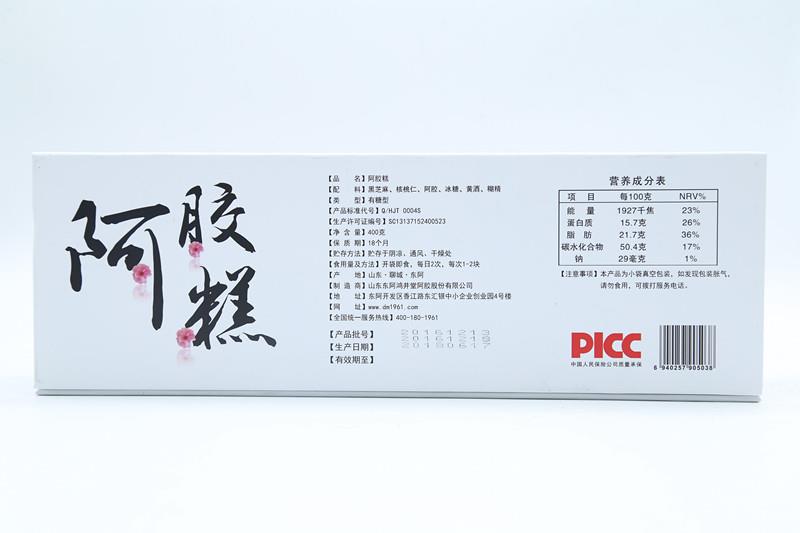 阿胶糕
【品 名】阿胶糕
【配 料】黑芝麻、核桃仁、阿胶、冰糖、黄酒、糊精
【类 型】有糖型
【产品标准代号】Q/HJT 0004S
【生产许可证编号】SC13137152400523
【净 含 量】400克
【保 质 期】18个月
【贮存方法】贮存于阴凉、通风、干燥处
【食用量及方法】开袋即食，每日2次，每次1-2块
【产 地】山东·聊城·东阿
【制 造 商】山东东阿鸿井堂阿胶股份有限公司
【地 址】东阿开发区香江路东汇银中小企业创业园4号楼
【网 址】www.dm1961.com
【全国统一服务热线】400-180-1961
【产品批号】 20161213
【生产日期】
【有效期至】
营养成分表
项 目 每100克 NRV%
能 量 1927千焦 23%
蛋白质 15.7克 26%
脂 肪 21.7克 36%
碳水化合物 50.4克 17%
钠 29毫克 1%
【注意事项】本产品为小袋真空包装，如发现包装胀气，
请勿食用，可拨打服务电话。
PICC
中国人民保险公司质量承保
6 940257 905038